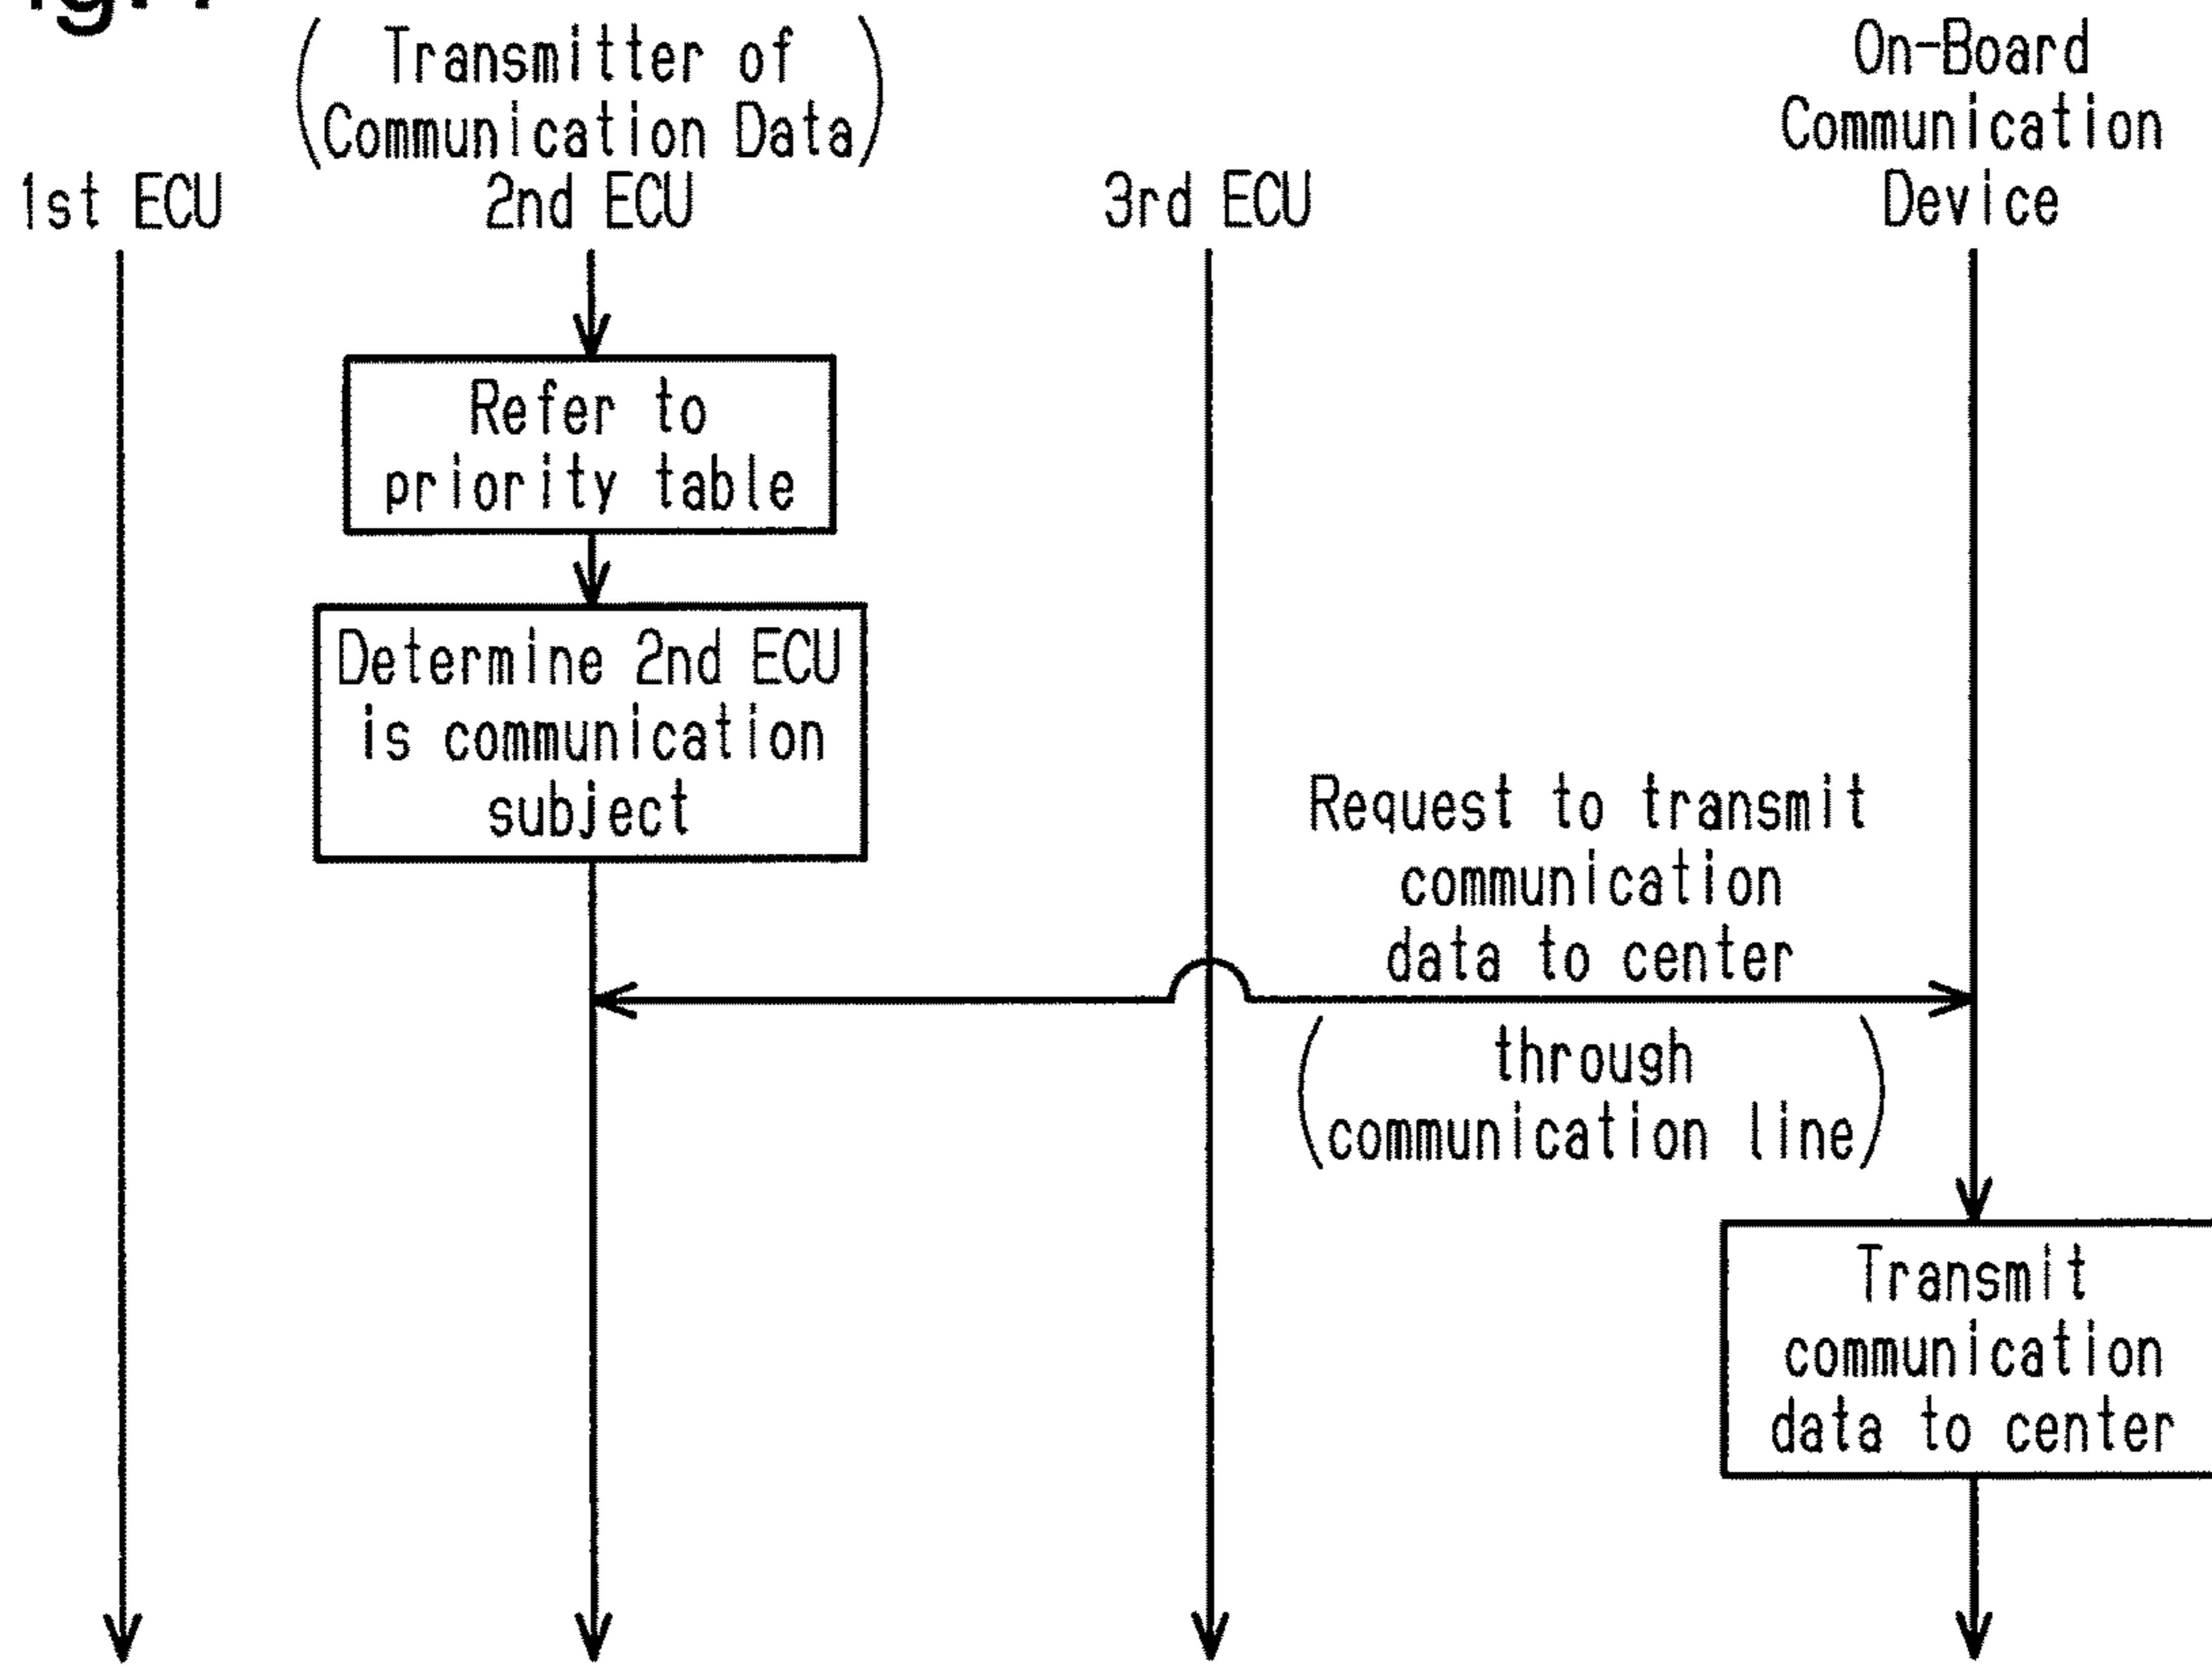 (Transmitter of
Communication Data)
1st ECU
2nd ECU
3rd ECU
On-Board
Communication
Device
Refer to
priority table
Determine 2nd ECU
is communication
subject
Request to transmit
communication
data to center
(through
communication line)
Transmit
communication
data to center